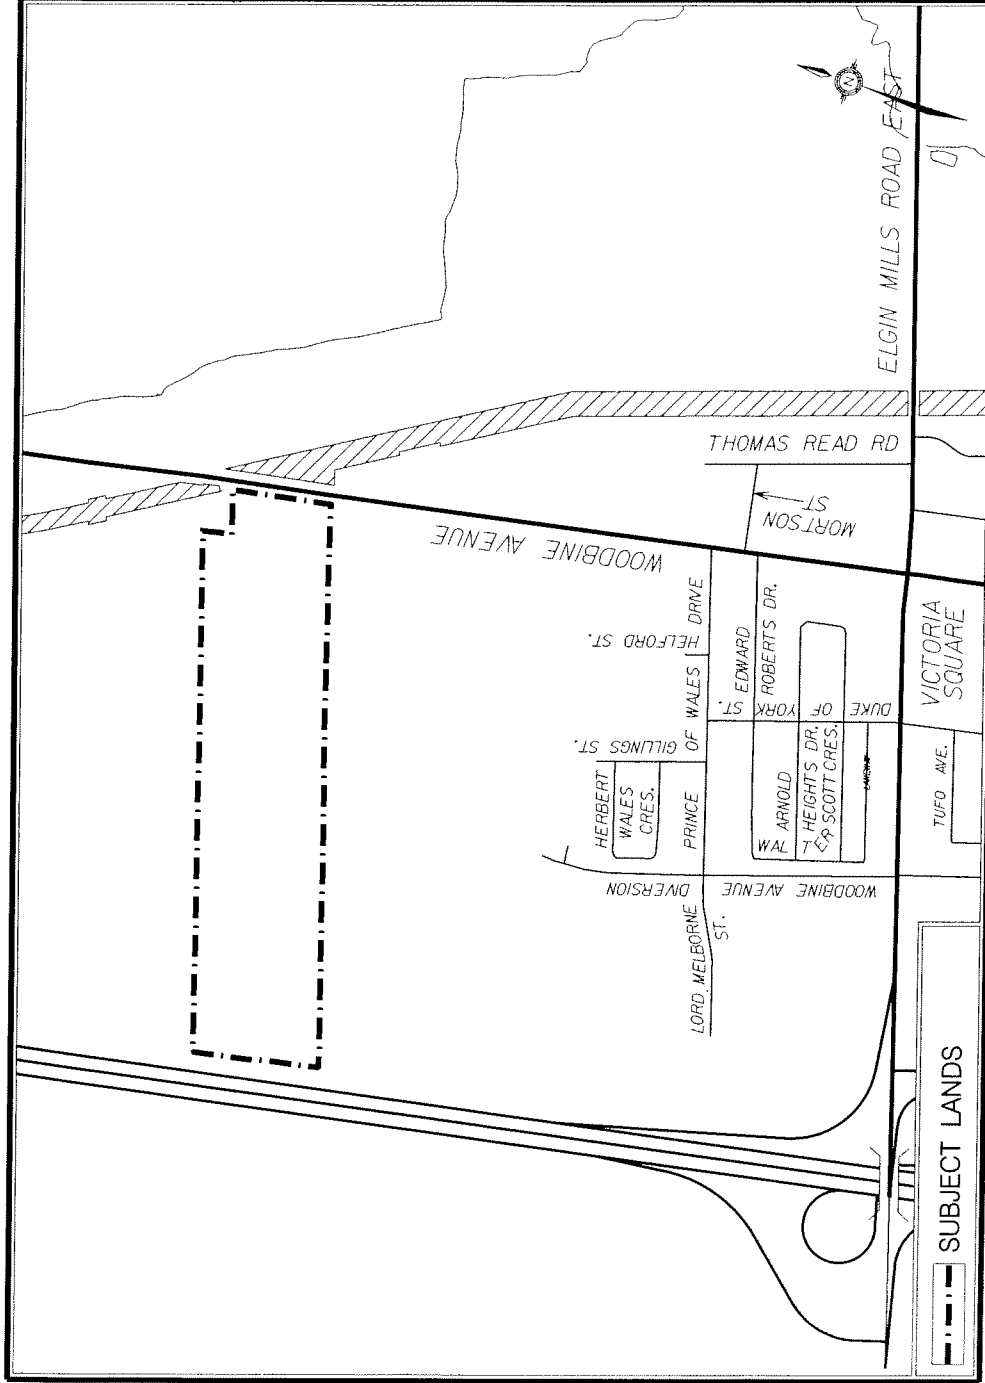 N
ELGIN MILLS ROAD EAST
THOMAS READ RD
MORTSON
ST
WOODBINE AVENUE
HELFORD ST.
PRINCE OF WALES DRIVE
EDWARD
ROBERTS DR.
GILLINGS ST.
DUKE OF YORK ST.
HERBERT
WALES
CRES.
ARNOLD
HEIGHTS DR.
WALTER SCOTT CRES.
LANEWAY
VICTORIA
SQUARE
TUFO AVE.
WOODBINE AVENUE DIVERSION
LORD MELBORNE
ST.
SUBJECT LANDS